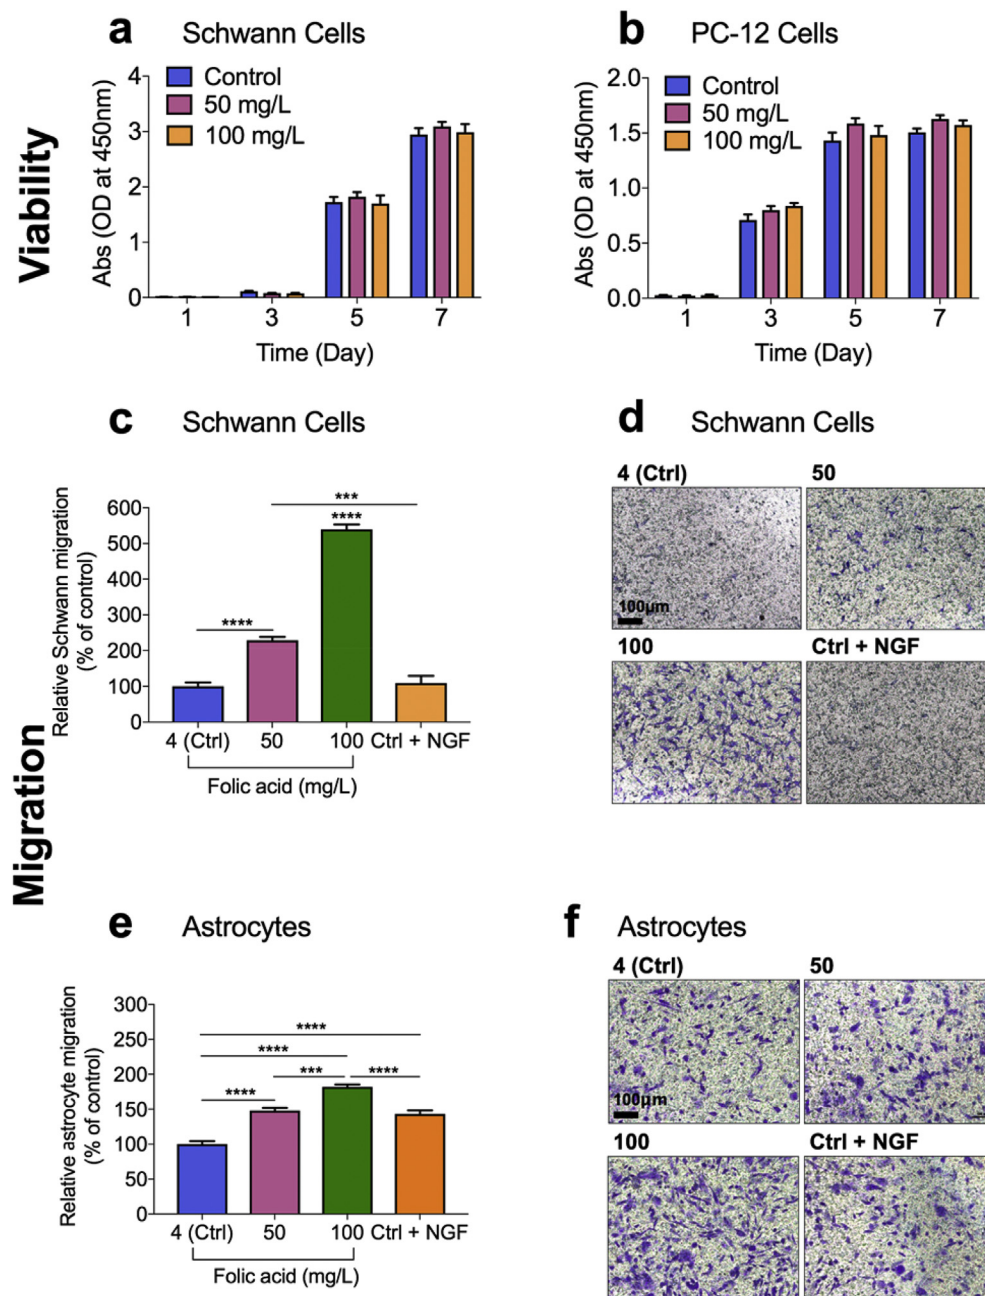 a Schwann Cells
Viability
Abs (OD at 450nm)
4
3
2
1
0
Control
50 mg/L
100 mg/L
1 3 5 7
Time (Day)
b PC-12 Cells
Abs (OD at 450nm)
2.0
1.5
1.0
0.5
0.0
Control
50 mg/L
100 mg/L
1 3 5 7
Time (Day)
Migration
c Schwann Cells
Relative Schwann migration
(% of control)
600
500
400
300
200
100
0
***
****
****
4 (Ctrl) 50 100 Ctrl + NGF
Folic acid (mg/L)
d Schwann Cells
4 (Ctrl) 50
100µm
100 Ctrl + NGF
e Astrocytes
Relative astrocyte migration
(% of control)
300
250
200
150
100
50
0
****
****
*** ****
****
4 (Ctrl) 50 100 Ctrl + NGF
Folic acid (mg/L)
f Astrocytes
4 (Ctrl) 50
100µm
100 Ctrl + NGF